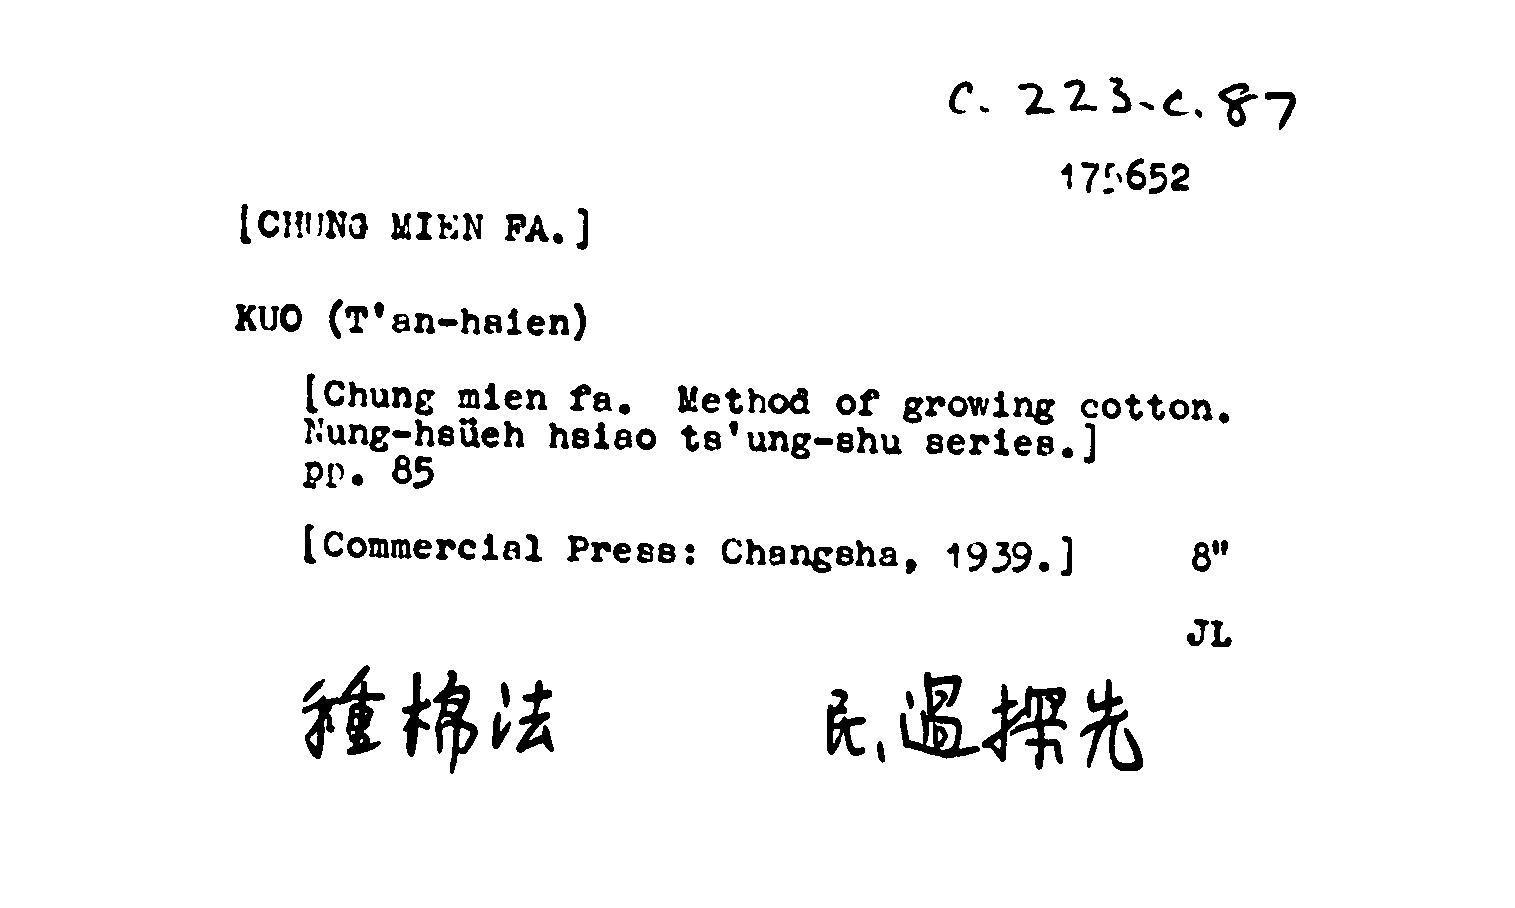 C. 223-C. 87
175652
[CHUNG MIEN FA.]
KUO (T'an-hsien)
[Chung mien fa. Method of growing cotton.
Nung-hsüeh hsiao ts'ung-shu series.]
pp. 85
[Commercial Press: Changsha, 1939.] 8"
JL
種棉法 民、過探先